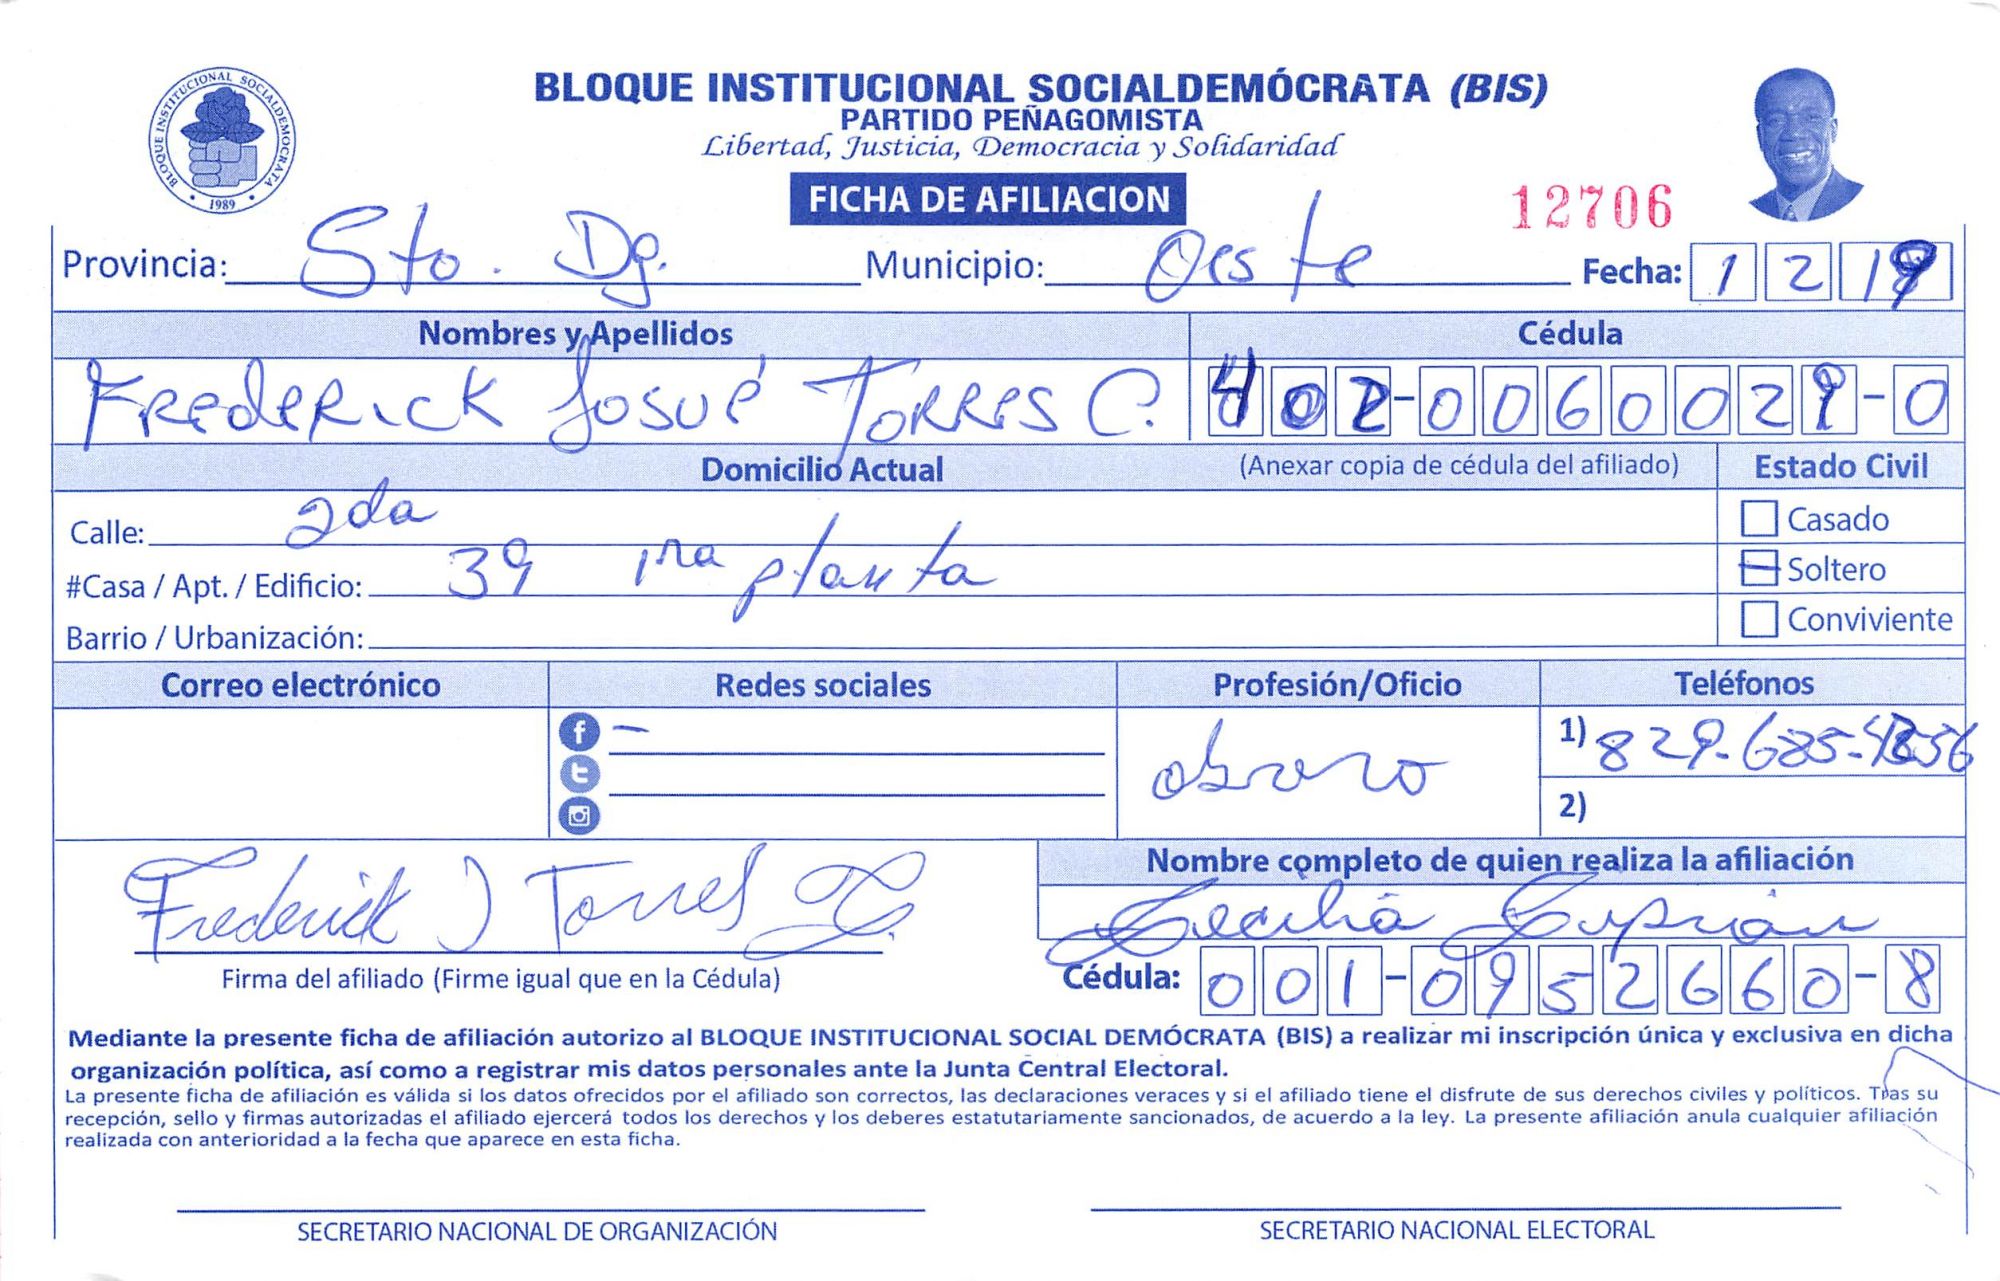 BLOQUE INSTITUCIONAL SOCIALDEMOCRATA
1989
BLOQUE INSTITUCIONAL SOCIALDEMÓCRATA (BIS)
PARTIDO PEÑAGOMISTA
Libertad, Justicia, Democracia y Solidaridad
FICHA DE AFILIACION
12706
Provincia: Sto. Dg. Municipio: Oeste Fecha: 1 2 19
Nombres y Apellidos Cédula
Frederick Josué Torres C. 402-0060029-0
Domicilio Actual (Anexar copia de cédula del afiliado) Estado Civil
Calle: 2da Casado
#Casa / Apt. / Edificio: 39 1ra planta Soltero
Barrio / Urbanización: Conviviente
Correo electrónico Redes sociales Profesión/Oficio Teléfonos
obrero 1) 829-685-
2)
Nombre completo de quien realiza la afiliación
Frederick J Torres C. Cecilia Cuprian
Firma del afiliado (Firme igual que en la Cédula) Cédula: 001-0952660-8
Mediante la presente ficha de afiliación autorizo al BLOQUE INSTITUCIONAL SOCIAL DEMÓCRATA (BIS) a realizar mi inscripción única y exclusiva en dicha
organización política, así como a registrar mis datos personales ante la Junta Central Electoral.
La presente ficha de afiliación es válida si los datos ofrecidos por el afiliado son correctos, las declaraciones veraces y si el afiliado tiene el disfrute de sus derechos civiles y políticos. Tras su
recepción, sello y firmas autorizadas el afiliado ejercerá todos los derechos y los deberes estatutariamente sancionados, de acuerdo a la ley. La presente afiliación anula cualquier afiliación
realizada con anterioridad a la fecha que aparece en esta ficha.
SECRETARIO NACIONAL DE ORGANIZACIÓN SECRETARIO NACIONAL ELECTORAL